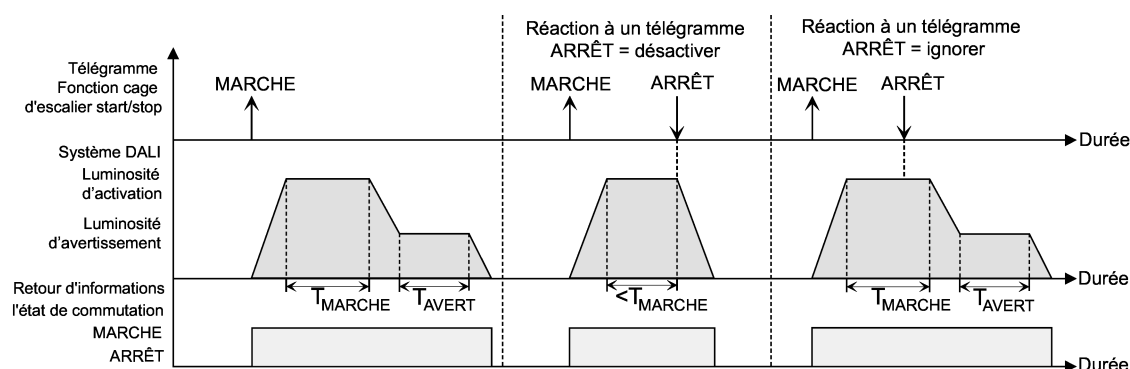 Réaction à un télégramme
ARRÊT = désactiver
Réaction à un télégramme
ARRÊT = ignorer
Télégramme
Fonction cage
d'escalier start/stop
MARCHE
MARCHE
ARRÊT
MARCHE
ARRÊT
Durée
Système DALI
Luminosité
d'activation
Luminosité
d'avertissement
Durée
TMARCHE
TAVERT
<TMARCHE
TMARCHE
TAVERT
Retour d'informations
l'état de commutation
MARCHE
ARRÊT
Durée